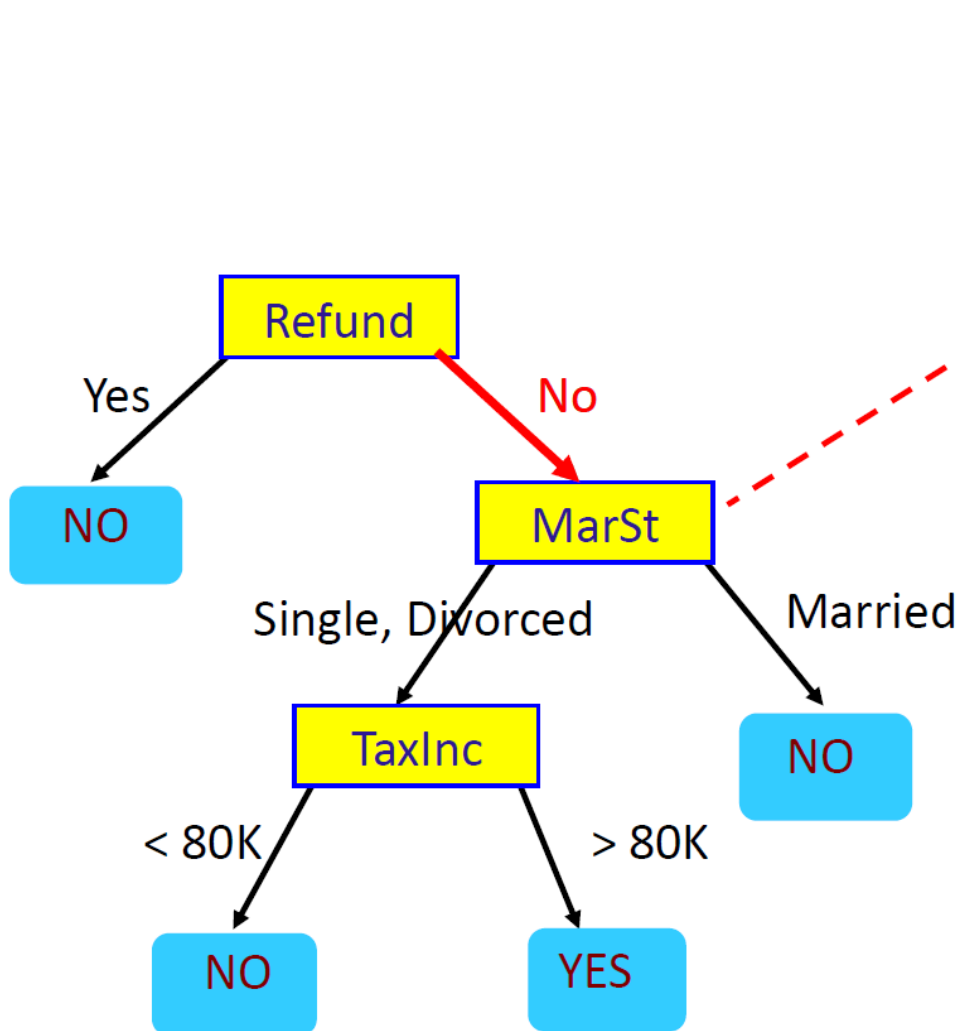 Refund
Yes
No
NO
MarSt
Single, Divorced
Married
TaxInc
NO
< 80K
> 80K
NO
YES